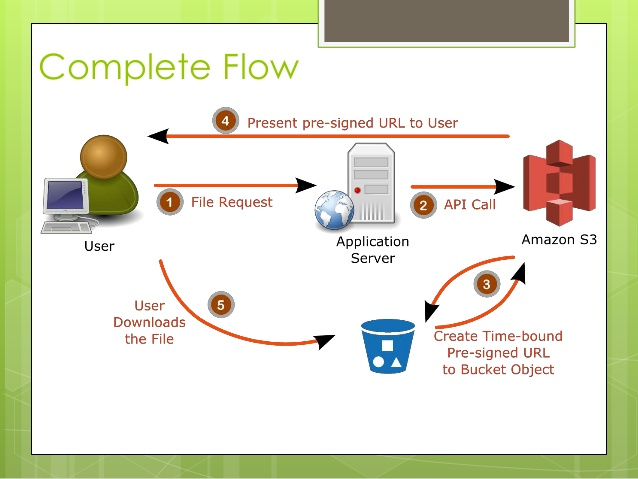 Complete Flow
4
Present pre-signed URL to User
1
File Request
2
API Call
User
Application
Server
Amazon S3
3
5
User
Downloads
the File
Create Time-bound
Pre-signed URL
to Bucket Object